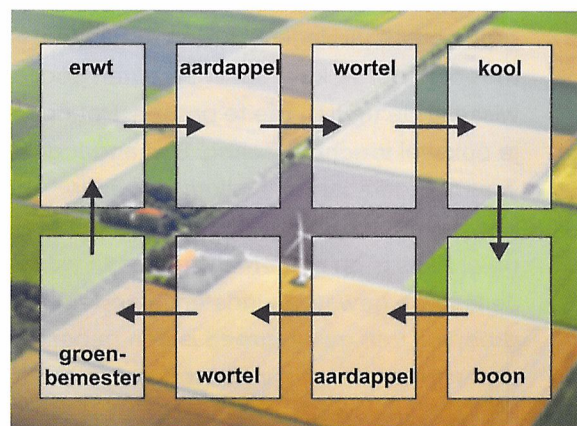 erwt
aardappel
wortel
kool
groen-
bemester
wortel
aardappel
boon